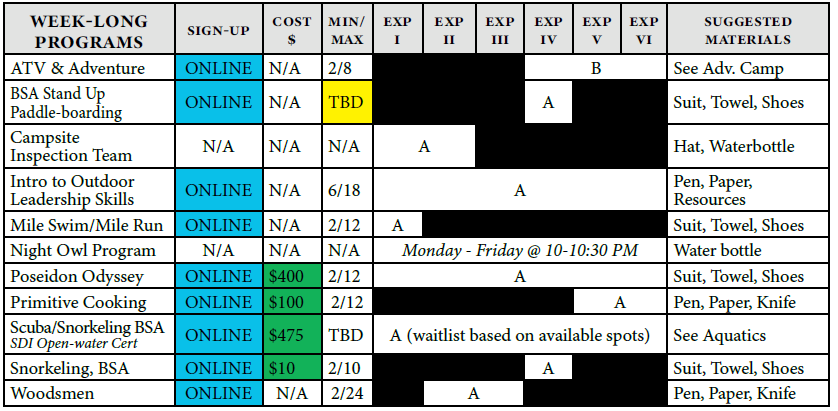 WEEK-LONG PROGRAMS SIGN-UP COST $ MIN/MAX EXP I EXP II EXP III EXP IV EXP V EXP VI SUGGESTED MATERIALS
ATV & Adventure ONLINE N/A 2/8 B See Adv. Camp
BSA Stand Up
Paddle-boarding ONLINE N/A TBD A Suit, Towel, Shoes
Campsite
Inspection Team N/A N/A N/A A Hat, Waterbottle
Intro to Outdoor
Leadership Skills ONLINE N/A 6/18 A Pen, Paper,
Resources
Mile Swim/Mile Run ONLINE N/A 2/12 A Suit, Towel, Shoes
Night Owl Program N/A N/A N/A Monday - Friday @ 10-10:30 PM Water bottle
Poseidon Odyssey ONLINE $400 2/12 A Suit, Towel, Shoes
Primitive Cooking ONLINE $100 2/12 A Pen, Paper, Knife
Scuba/Snorkeling BSA
SDI Open-water Cert ONLINE $475 TBD A (waitlist based on available spots) See Aquatics
Snorkeling, BSA ONLINE $10 2/10 A Suit, Towel, Shoes
Woodsmen ONLINE N/A 2/24 A Pen, Paper, Knife